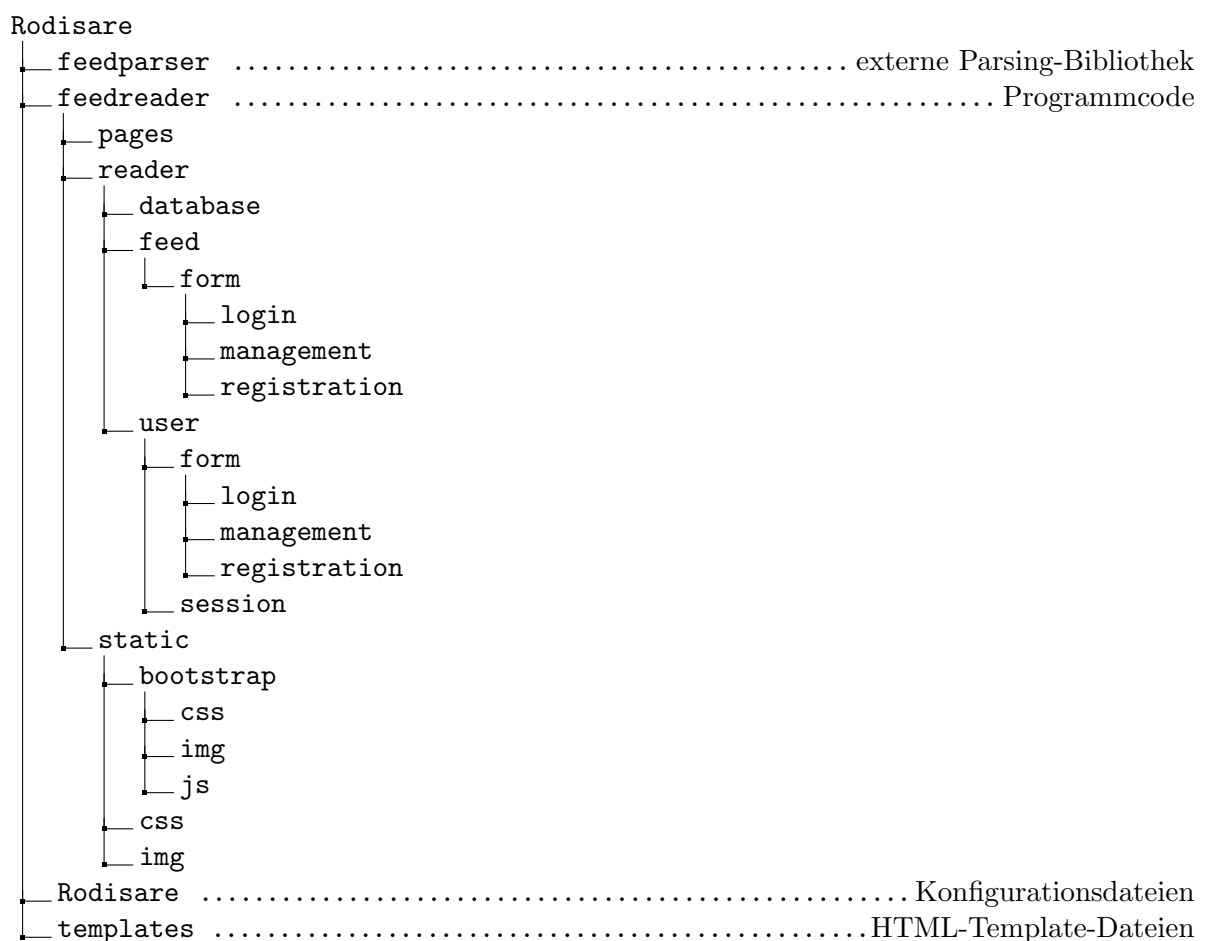 Rodisare
feedparser ................................................ externe Parsing-Bibliothek
feedreader ......................................................... Programmcode
pages
reader
database
feed
form
login
management
registration
user
form
login
management
registration
session
static
bootstrap
css
img
js
css
img
Rodisare ..................................................... Konfigurationsdateien
templates .................................................HTML-Template-Dateien